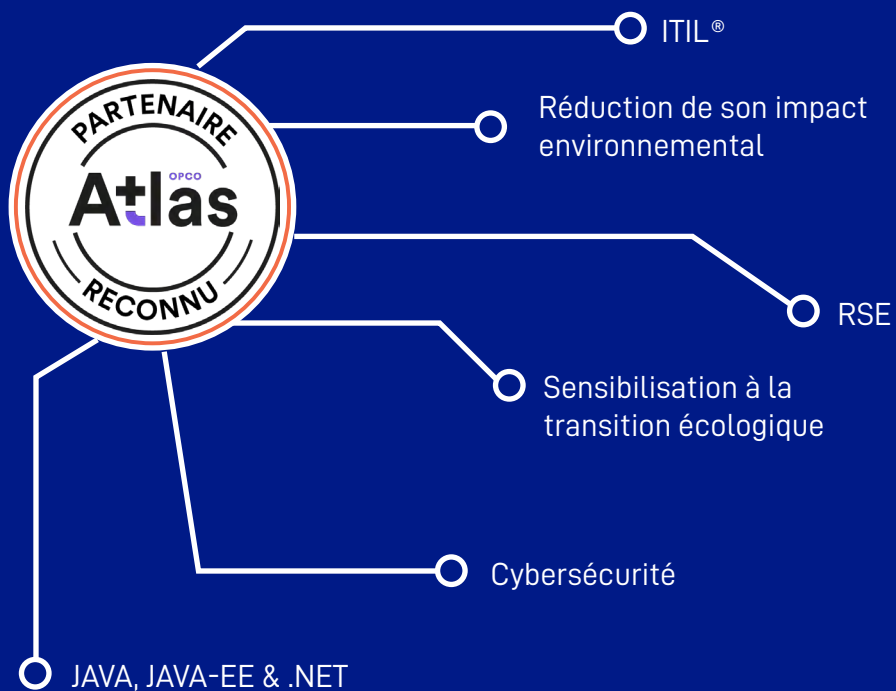 ITIL®
PARTENAIRE
OPCO
Atlas
RECONNU
Réduction de son impact
environnemental
RSE
Sensibilisation à la
transition écologique
Cybersécurité
JAVA, JAVA-EE & .NET